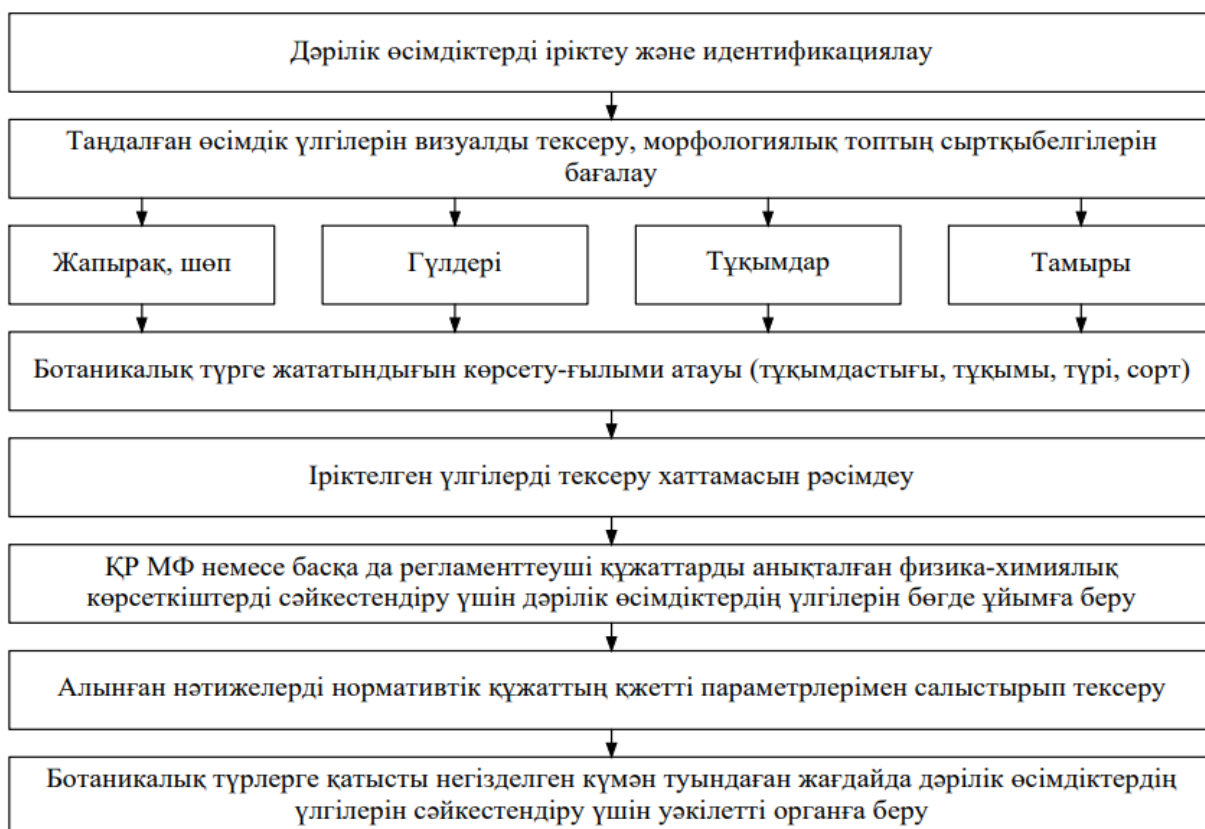 Дәрілік өсімдіктерді іріктеу және идентификациялау
Таңдалған өсімдік үлгілерін визуалды тексеру, морфологиялық топтың сыртқыбелгілерін
бағалау
Жапырақ, шөп
Гүлдері
Тұқымдар
Тамыры
Ботаникалық түрге жататындығын көрсету-ғылыми атауы (тұқымдастығы, тұқымы, түрі, сорт)
Іріктелген үлгілерді тексеру хаттамасын рәсімдеу
ҚР МФ немесе басқа да регламенттеуші құжаттарды анықталған физика-химиялық
көрсеткіштерді сәйкестендіру үшін дәрілік өсімдіктердің үлгілерін бөгде ұйымға беру
Алынған нәтижелерді нормативтік құжаттың қжетті параметрлерімен салыстырып тексеру
Ботаникалық түрлерге қатысты негізделген күмән туындаған жағдайда дәрілік өсімдіктердің
үлгілерін сәйкестендіру үшін уәкілетті органға беру